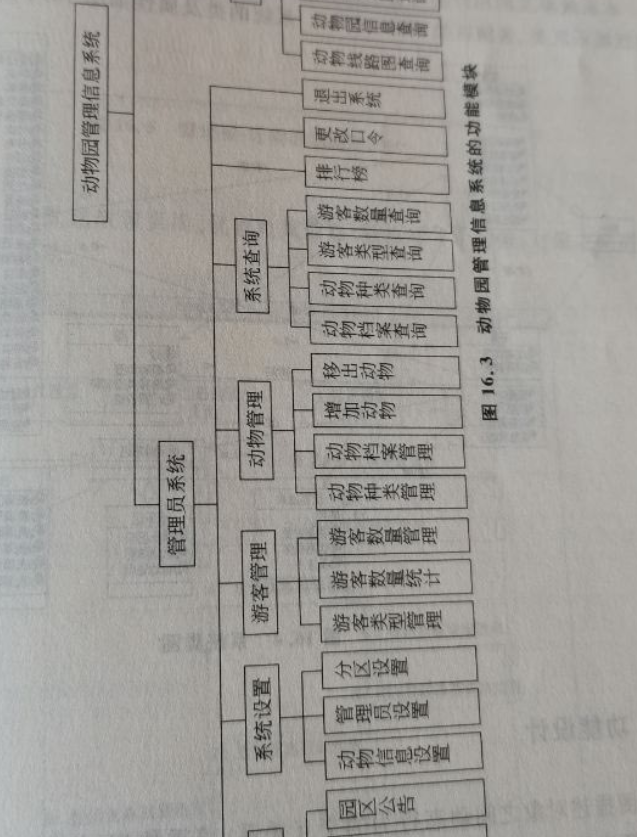 动物园管理信息系统
管理员系统
系统设置
游客管理
动物管理
系统查询
园区公告
动物信息设置
管理员设置
分区设置
游客类型管理
游客数量统计
游客数量管理
动物种类管理
动物档案管理
增加动物
移出动物
动物档案查询
动物种类查询
游客类型查询
游客数量查询
排行榜
更改口令
退出系统
动物线路图查询
动物园信息查询
图 16.3 动物园管理信息系统的功能模块
功能设计